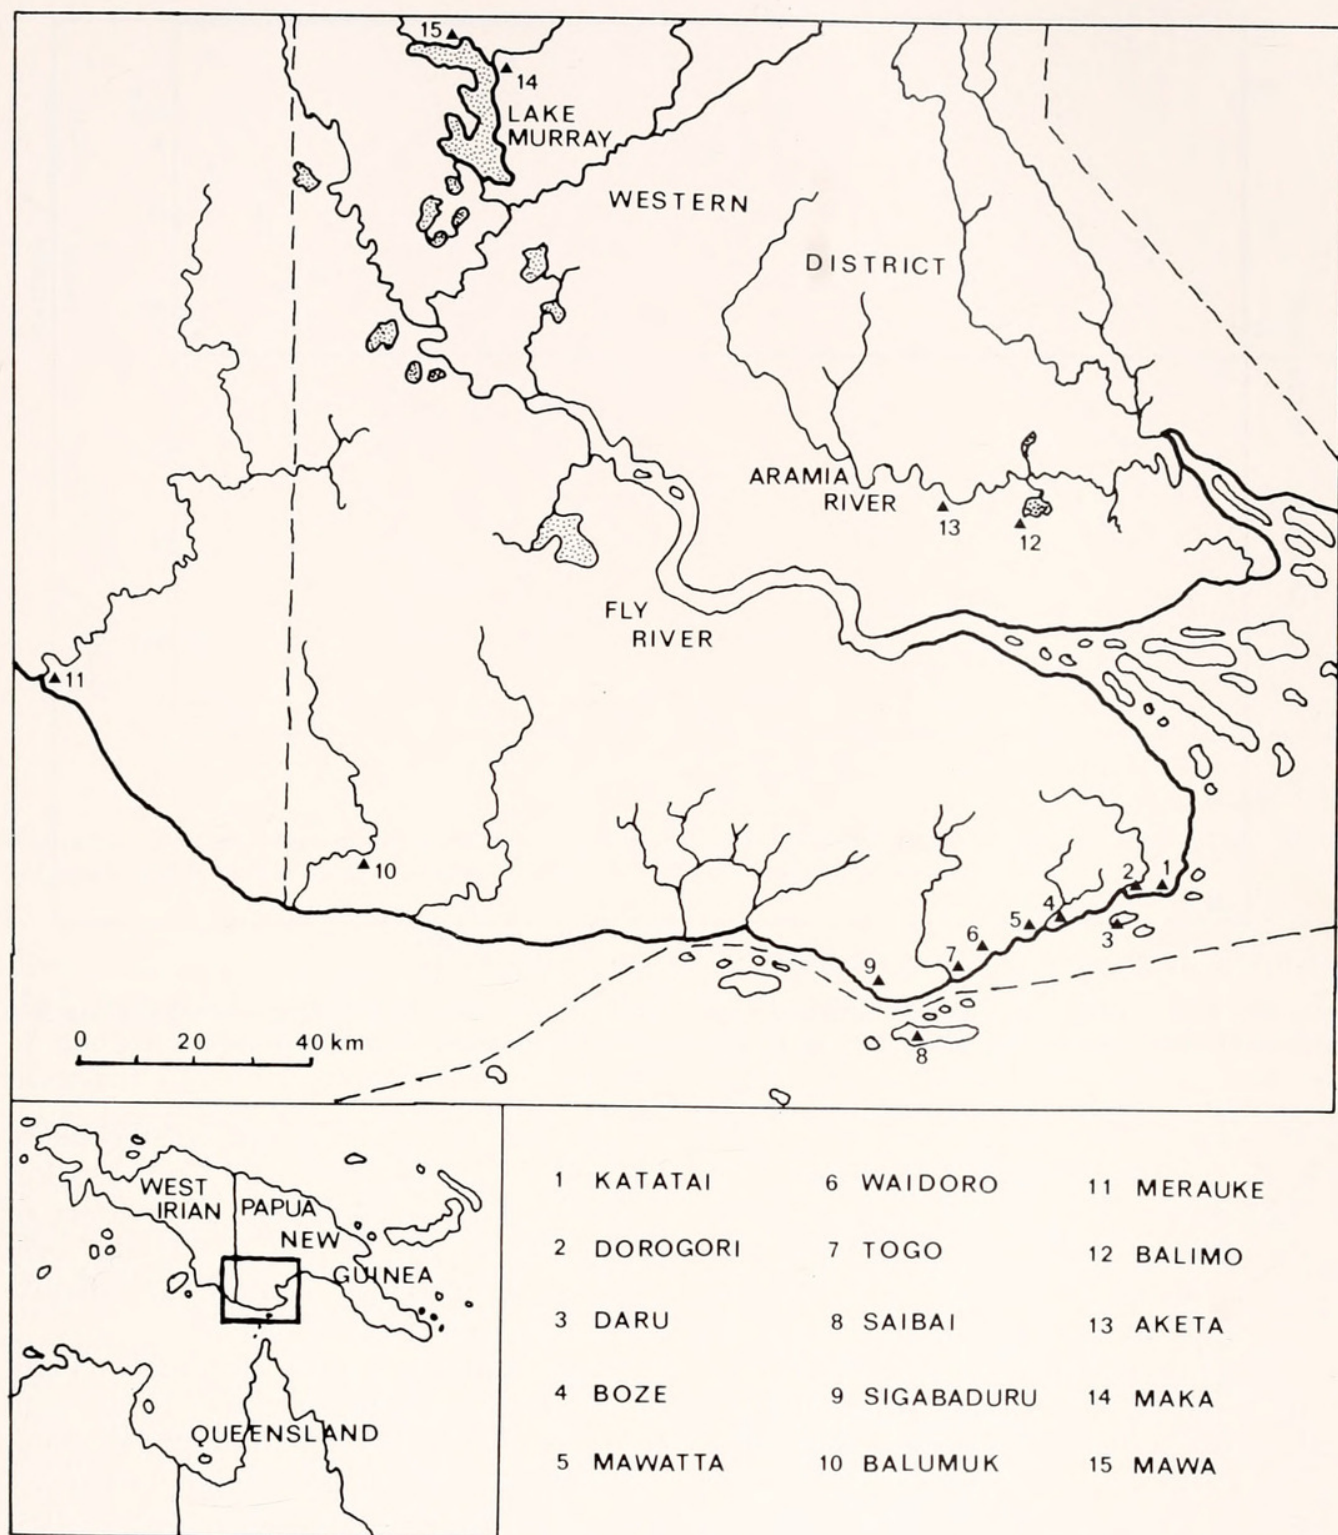 15
14
LAKE
MURRAY
WESTERN
DISTRICT
ARAMIA
RIVER
13
12
FLY
RIVER
11
10
2
1
4
3
5
6
7
9
8
0 20 40 km
WEST
IRIAN
PAPUA
NEW
GUINEA
QUEENSLAND
1 KATATAI
2 DOROGORI
3 DARU
4 BOZE
5 MAWATTA
6 WAIDORO
7 TOGO
8 SAIBAI
9 SIGABADURU
10 BALUMUK
11 MERAUKE
12 BALIMO
13 AKETA
14 MAKA
15 MAWA